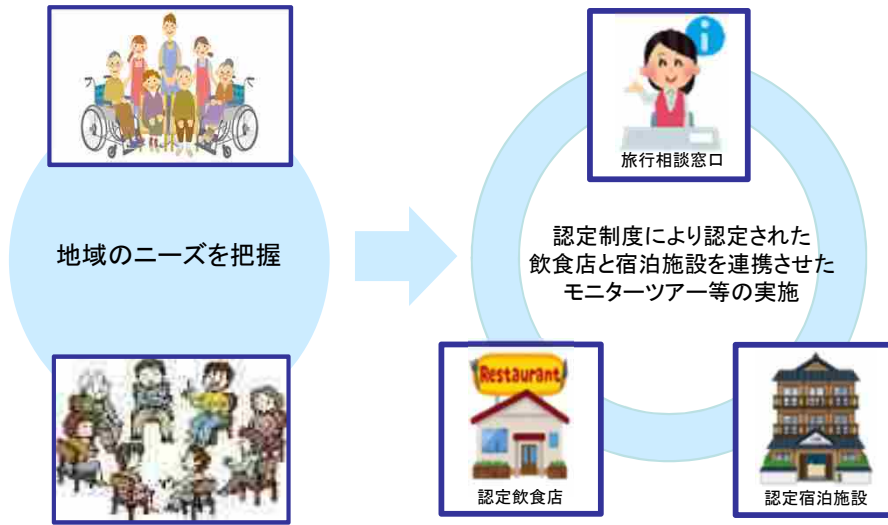 旅行相談窓口
地域のニーズを把握
認定制度により認定された
飲食店と宿泊施設を連携させた
モニターツアー等の実施
Restaurant
認定飲食店
認定宿泊施設